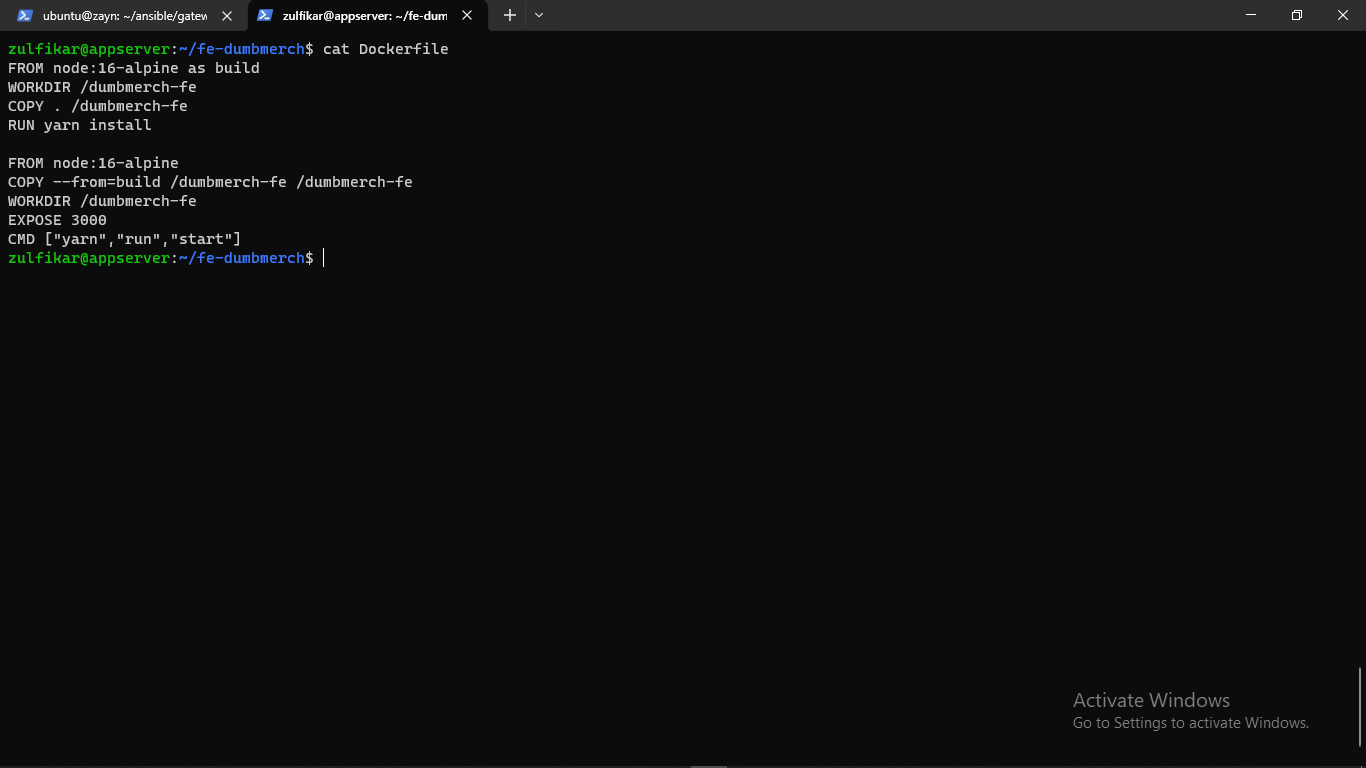 ubuntu@zayn: ~/ansible/gatew
zulfikar@appserver: ~/fe-dum
zulfikar@appserver:~/fe-dumbmerch$ cat Dockerfile
FROM node:16-alpine as build
WORKDIR /dumbmerch-fe
COPY . /dumbmerch-fe
RUN yarn install
FROM node:16-alpine
COPY --from=build /dumbmerch-fe /dumbmerch-fe
WORKDIR /dumbmerch-fe
EXPOSE 3000
CMD ["yarn","run","start"]
zulfikar@appserver:~/fe-dumbmerch$
Activate Windows
Go to Settings to activate Windows.